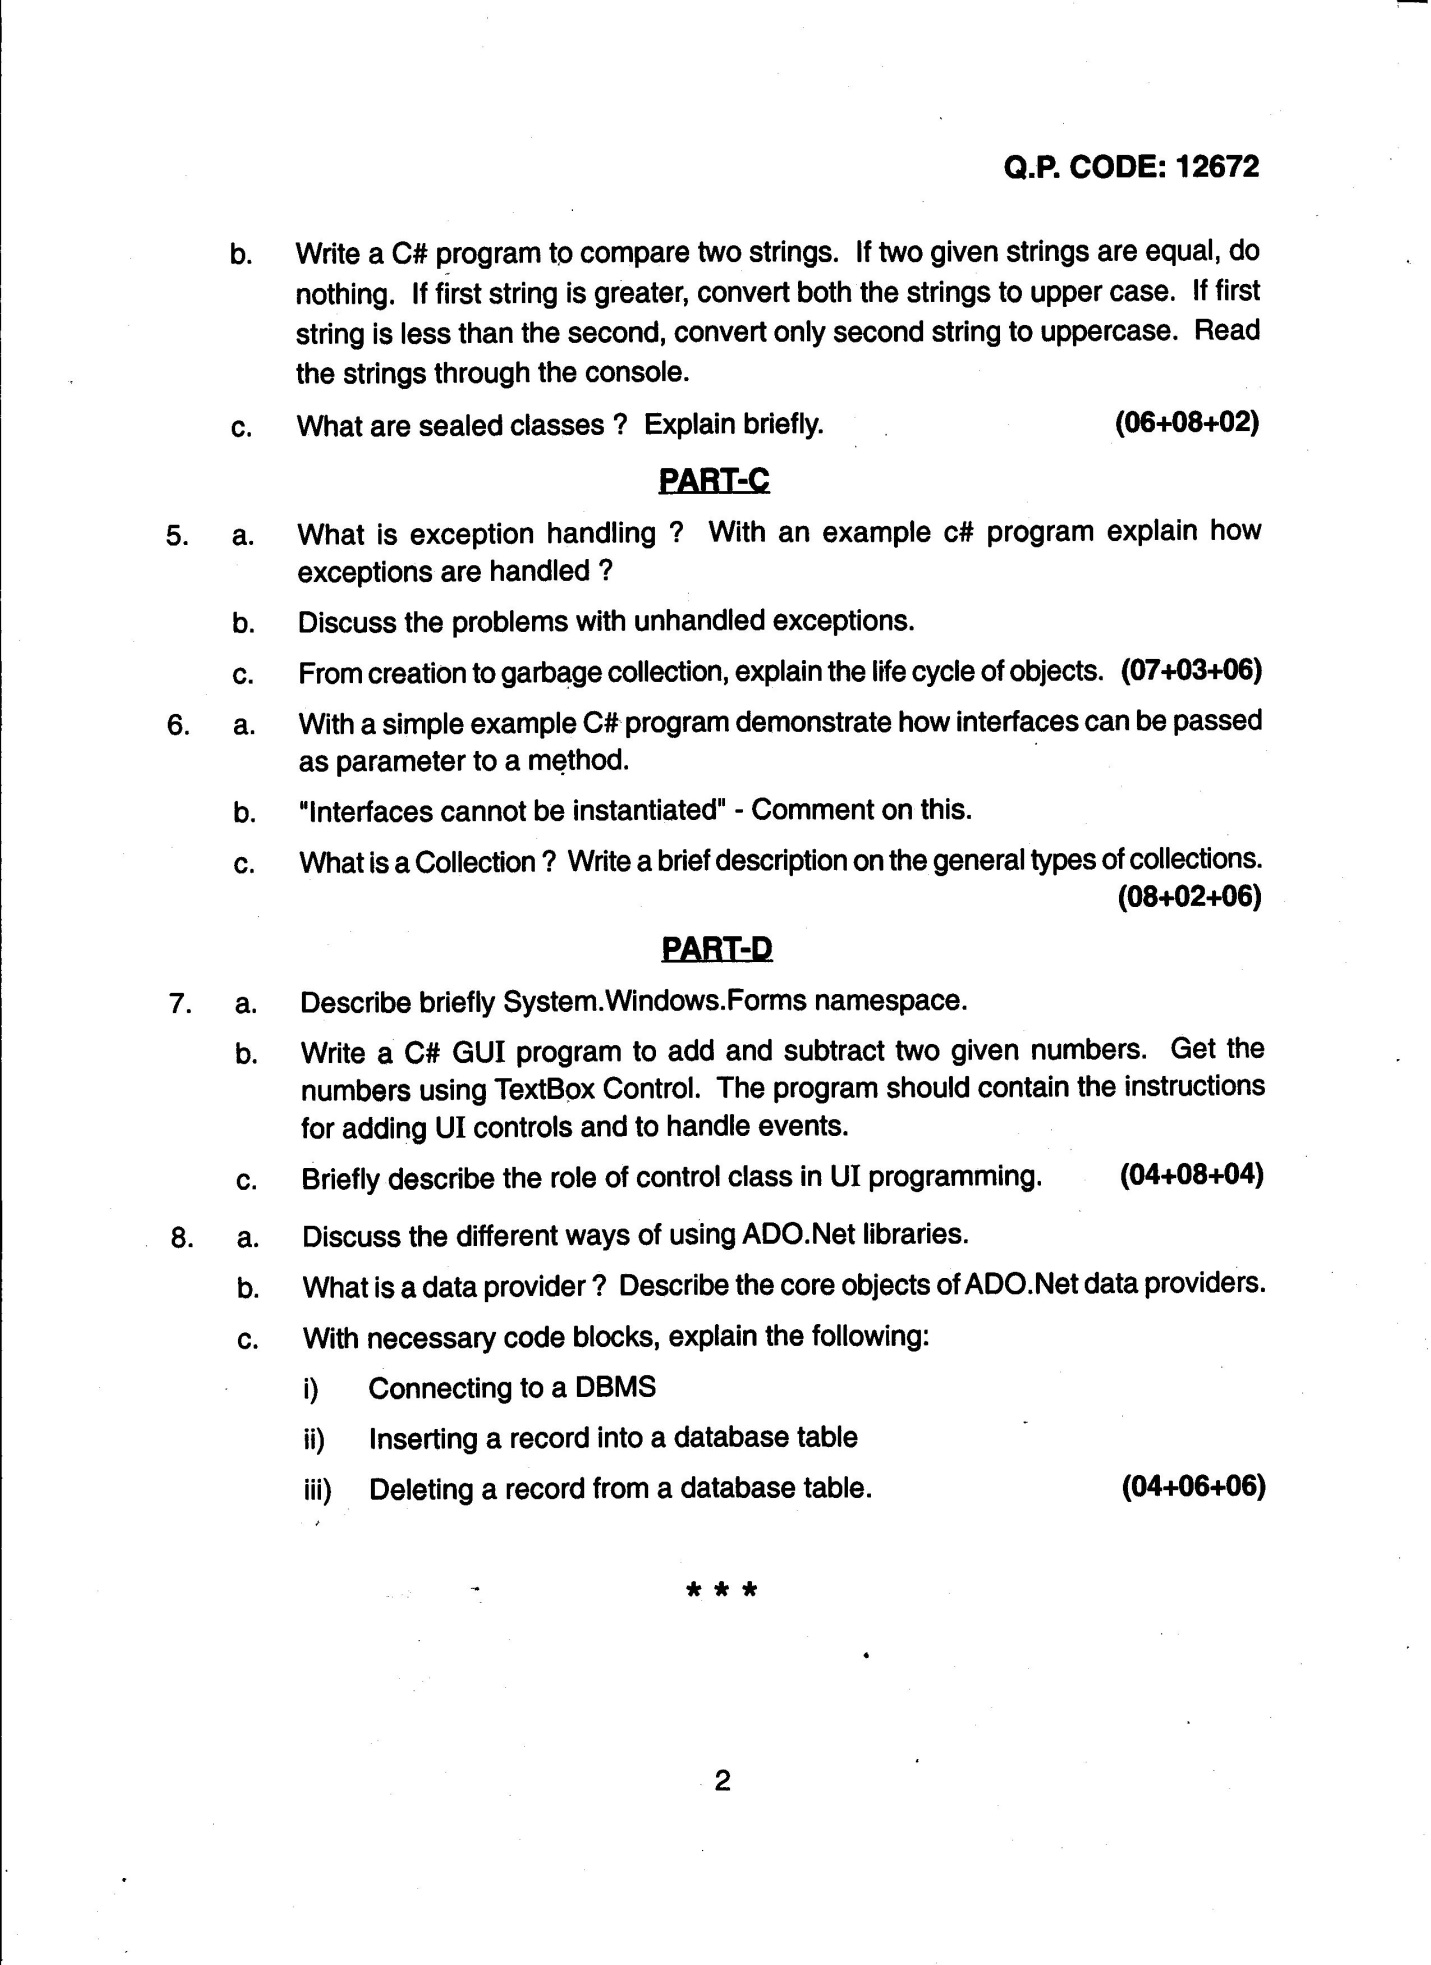 Q.P. CODE: 12672
b. Write a C# program to compare two strings. If two given strings are equal, do
nothing. If first string is greater, convert both the strings to upper case. If first
string is less than the second, convert only second string to uppercase. Read
the strings through the console.
c. What are sealed classes ? Explain briefly. (06+08+02)
PART-C
5. a. What is exception handling ? With an example c# program explain how
exceptions are handled ?
b. Discuss the problems with unhandled exceptions.
c. From creation to garbage collection, explain the life cycle of objects. (07+03+06)
6. a. With a simple example C# program demonstrate how interfaces can be passed
as parameter to a method.
b. "Interfaces cannot be instantiated" - Comment on this.
c. What is a Collection ? Write a brief description on the general types of collections.
(08+02+06)
PART-D
7. a. Describe briefly System.Windows.Forms namespace.
b. Write a C# GUI program to add and subtract two given numbers. Get the
numbers using TextBox Control. The program should contain the instructions
for adding UI controls and to handle events.
c. Briefly describe the role of control class in UI programming. (04+08+04)
8. a. Discuss the different ways of using ADO.Net libraries.
b. What is a data provider ? Describe the core objects of ADO.Net data providers.
c. With necessary code blocks, explain the following:
i) Connecting to a DBMS
ii) Inserting a record into a database table
iii) Deleting a record from a database table. (04+06+06)
* * *
2